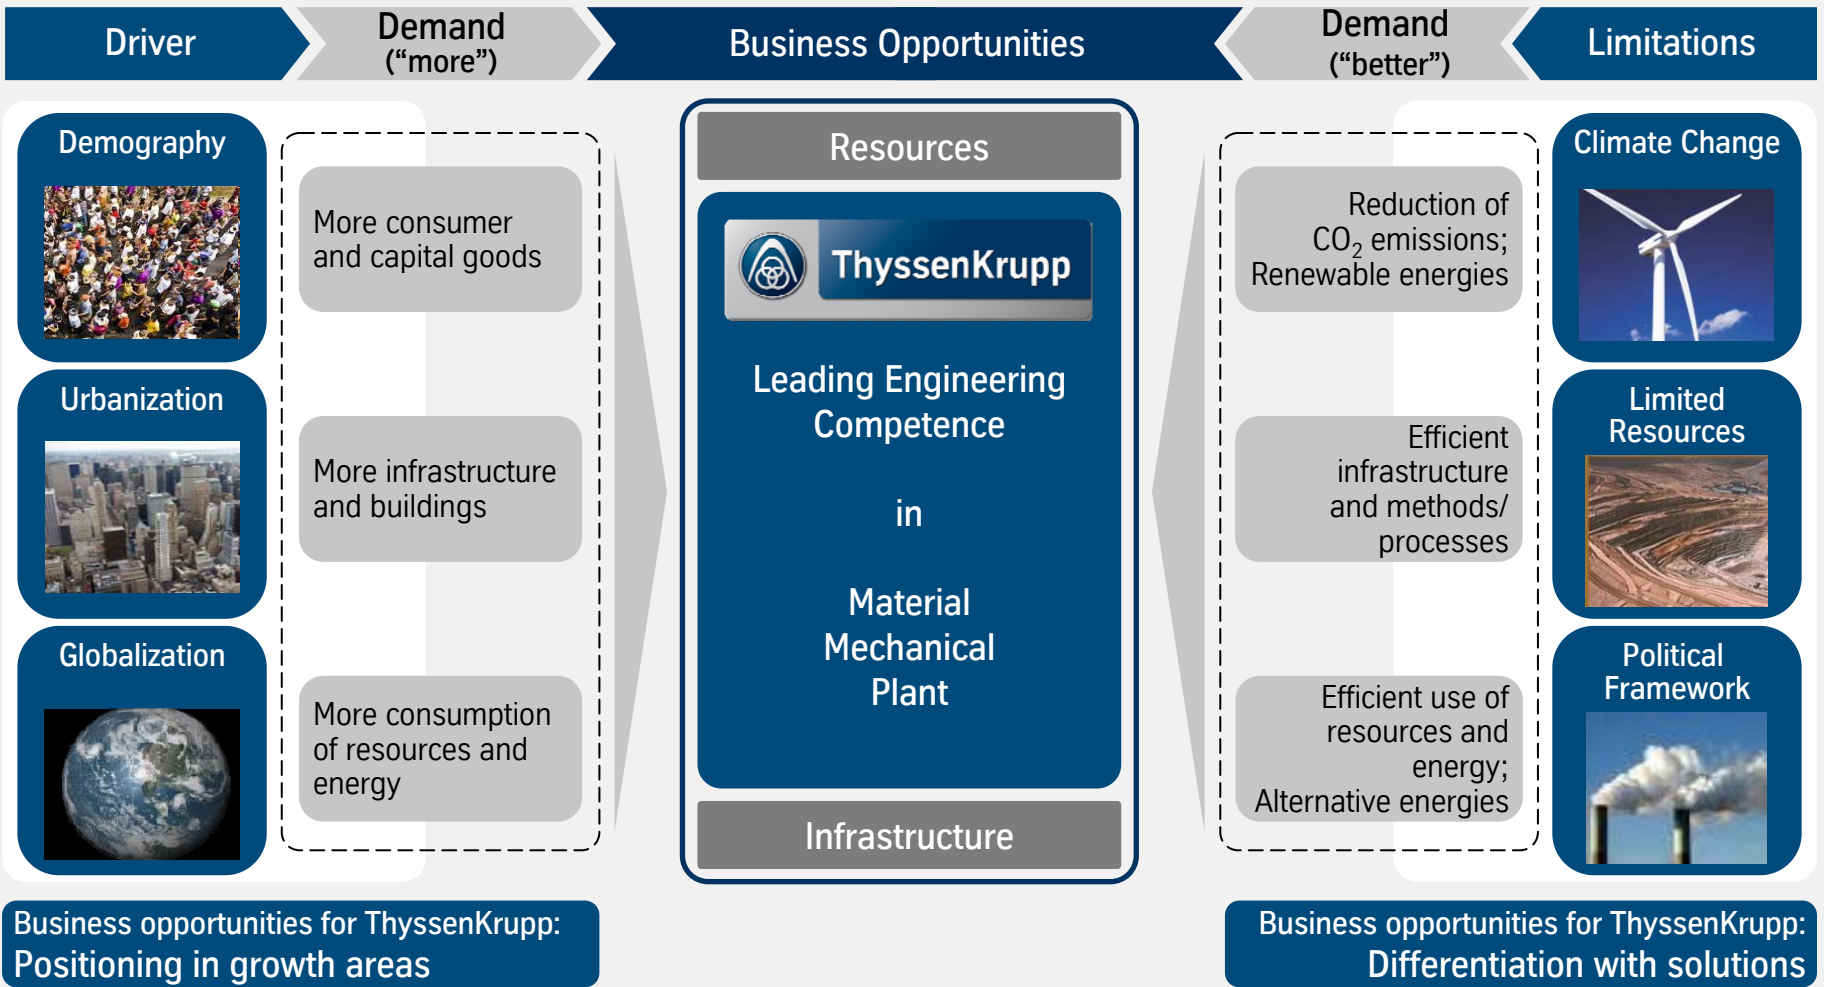 Driver
Demand
(“more”)
Business Opportunities
Demand
(“better”)
Limitations
Demography
More consumer
and capital goods
Urbanization
More infrastructure
and buildings
Globalization
More consumption
of resources and
energy
Resources
ThyssenKrupp
Leading Engineering
Competence
in
Material
Mechanical
Plant
Infrastructure
Reduction of
CO₂ emissions;
Renewable energies
Climate Change
Efficient
infrastructure
and methods/
processes
Limited
Resources
Efficient use of
resources and
energy;
Alternative energies
Political
Framework
Business opportunities for ThyssenKrupp:
Positioning in growth areas
Business opportunities for ThyssenKrupp:
Differentiation with solutions